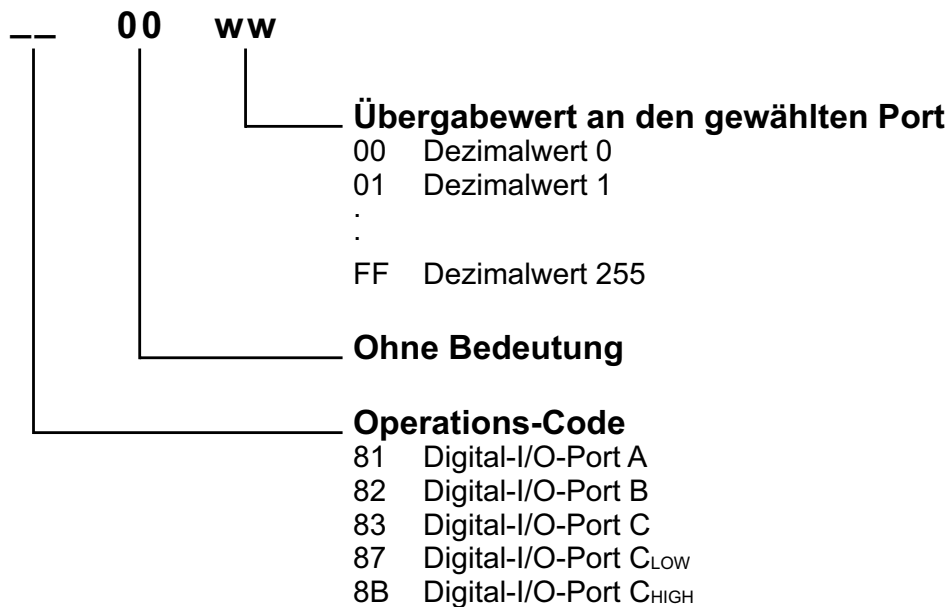 __ 00 ww
Übergabewert an den gewählten Port
00 Dezimalwert 0
01 Dezimalwert 1
.
.
FF Dezimalwert 255
Ohne Bedeutung
Operations-Code
81 Digital-I/O-Port A
82 Digital-I/O-Port B
83 Digital-I/O-Port C
87 Digital-I/O-Port CLOW
8B Digital-I/O-Port CHIGH